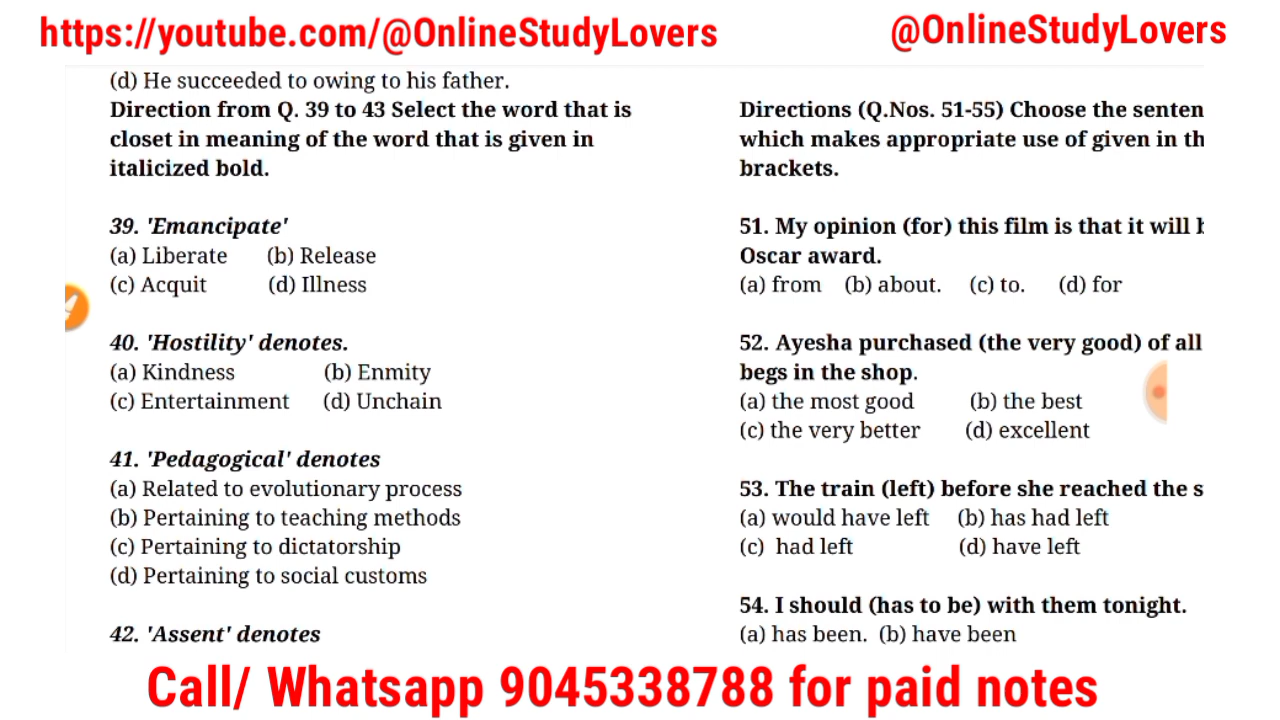 https://youtube.com/@OnlineStudyLovers
@OnlineStudyLovers
(d) He succeeded to owing to his father.
Direction from Q. 39 to 43 Select the word that is
closet in meaning of the word that is given in
italicized bold.
39. 'Emancipate'
(a) Liberate (b) Release
(c) Acquit (d) Illness
40. 'Hostility' denotes.
(a) Kindness (b) Enmity
(c) Entertainment (d) Unchain
41. 'Pedagogical' denotes
(a) Related to evolutionary process
(b) Pertaining to teaching methods
(c) Pertaining to dictatorship
(d) Pertaining to social customs
42. 'Assent' denotes
Directions (Q.Nos. 51-55) Choose the senten
which makes appropriate use of given in th
brackets.
51. My opinion (for) this film is that it will
Oscar award.
(a) from (b) about. (c) to. (d) for
52. Ayesha purchased (the very good) of all
begs in the shop.
(a) the most good (b) the best
(c) the very better (d) excellent
53. The train (left) before she reached the s
(a) would have left (b) has had left
(c) had left (d) have left
54. I should (has to be) with them tonight.
(a) has been. (b) have been
Call/ Whatsapp 9045338788 for paid notes